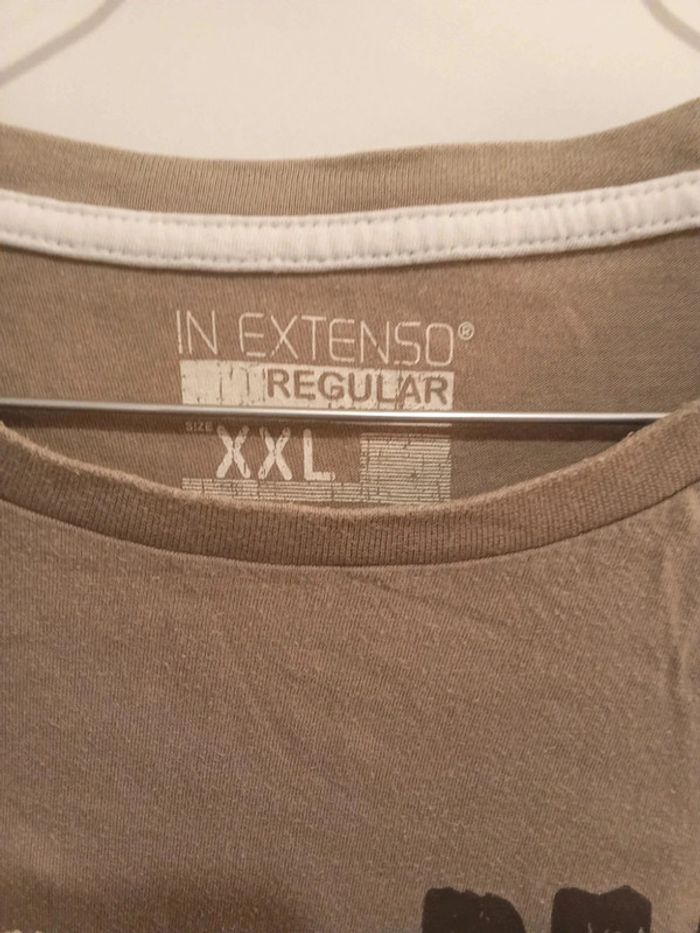 IN EXTENSO®
REGULAR
SIZE
XXL